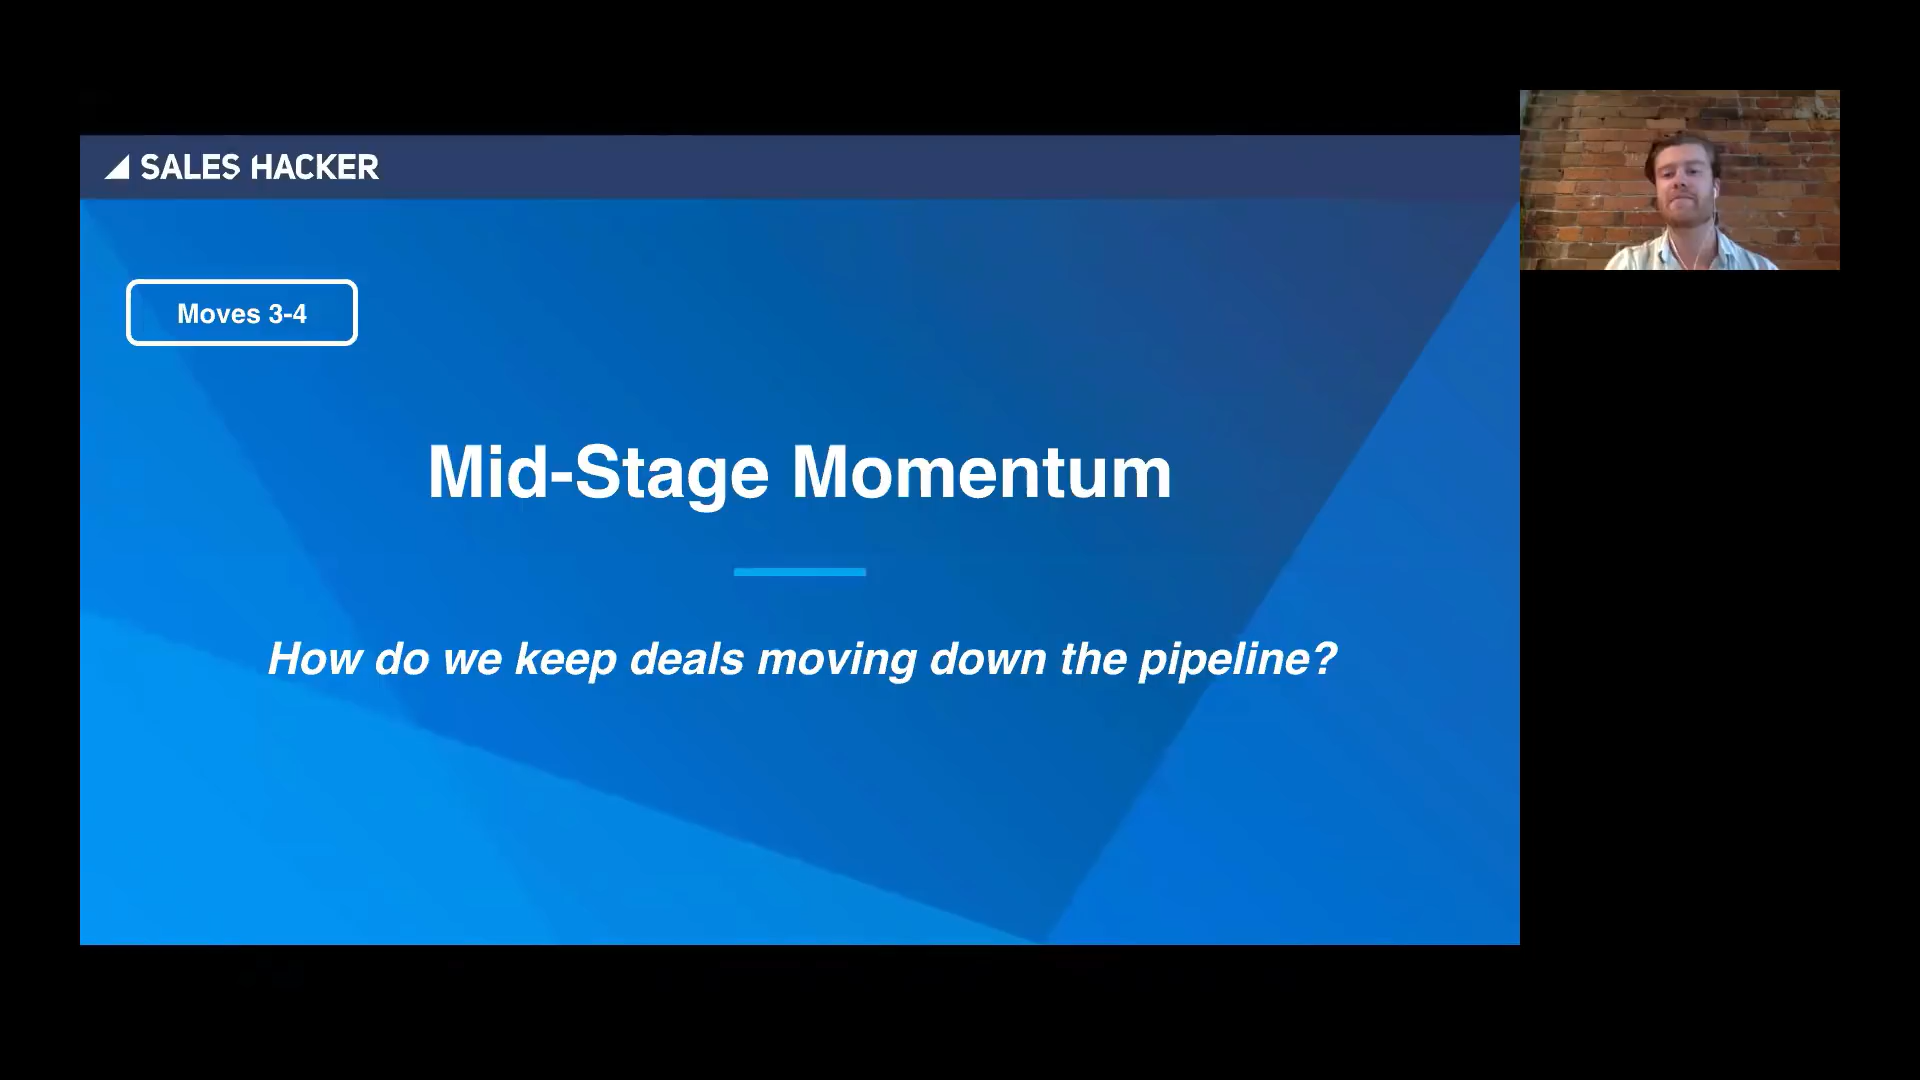 SALES HACKER
Moves 3-4
Mid-Stage Momentum
How do we keep deals moving down the pipeline?